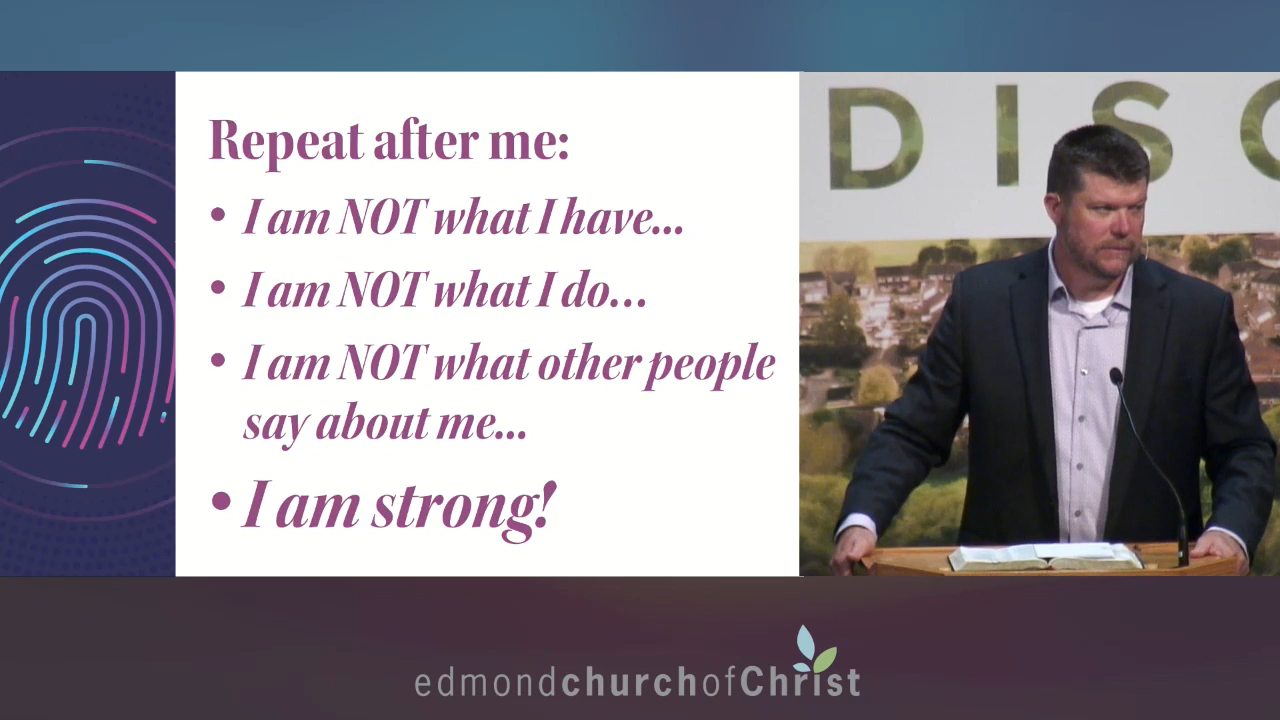 Repeat after me:
• I am NOT what I have...
• I am NOT what I do...
• I am NOT what other people
say about me...
• I am strong!
DISC
edmondchurchofChrist